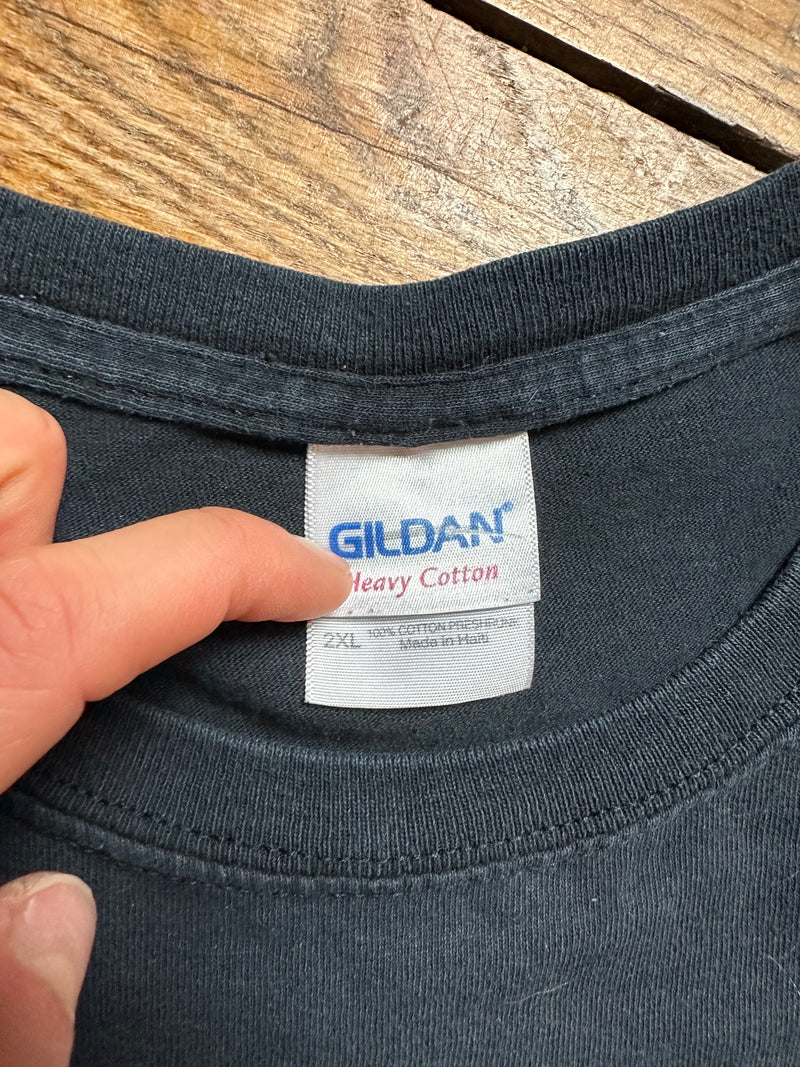 GILDAN®
Heavy Cotton
2XL 100% COTTON PRESHRUNK
Made in Haiti